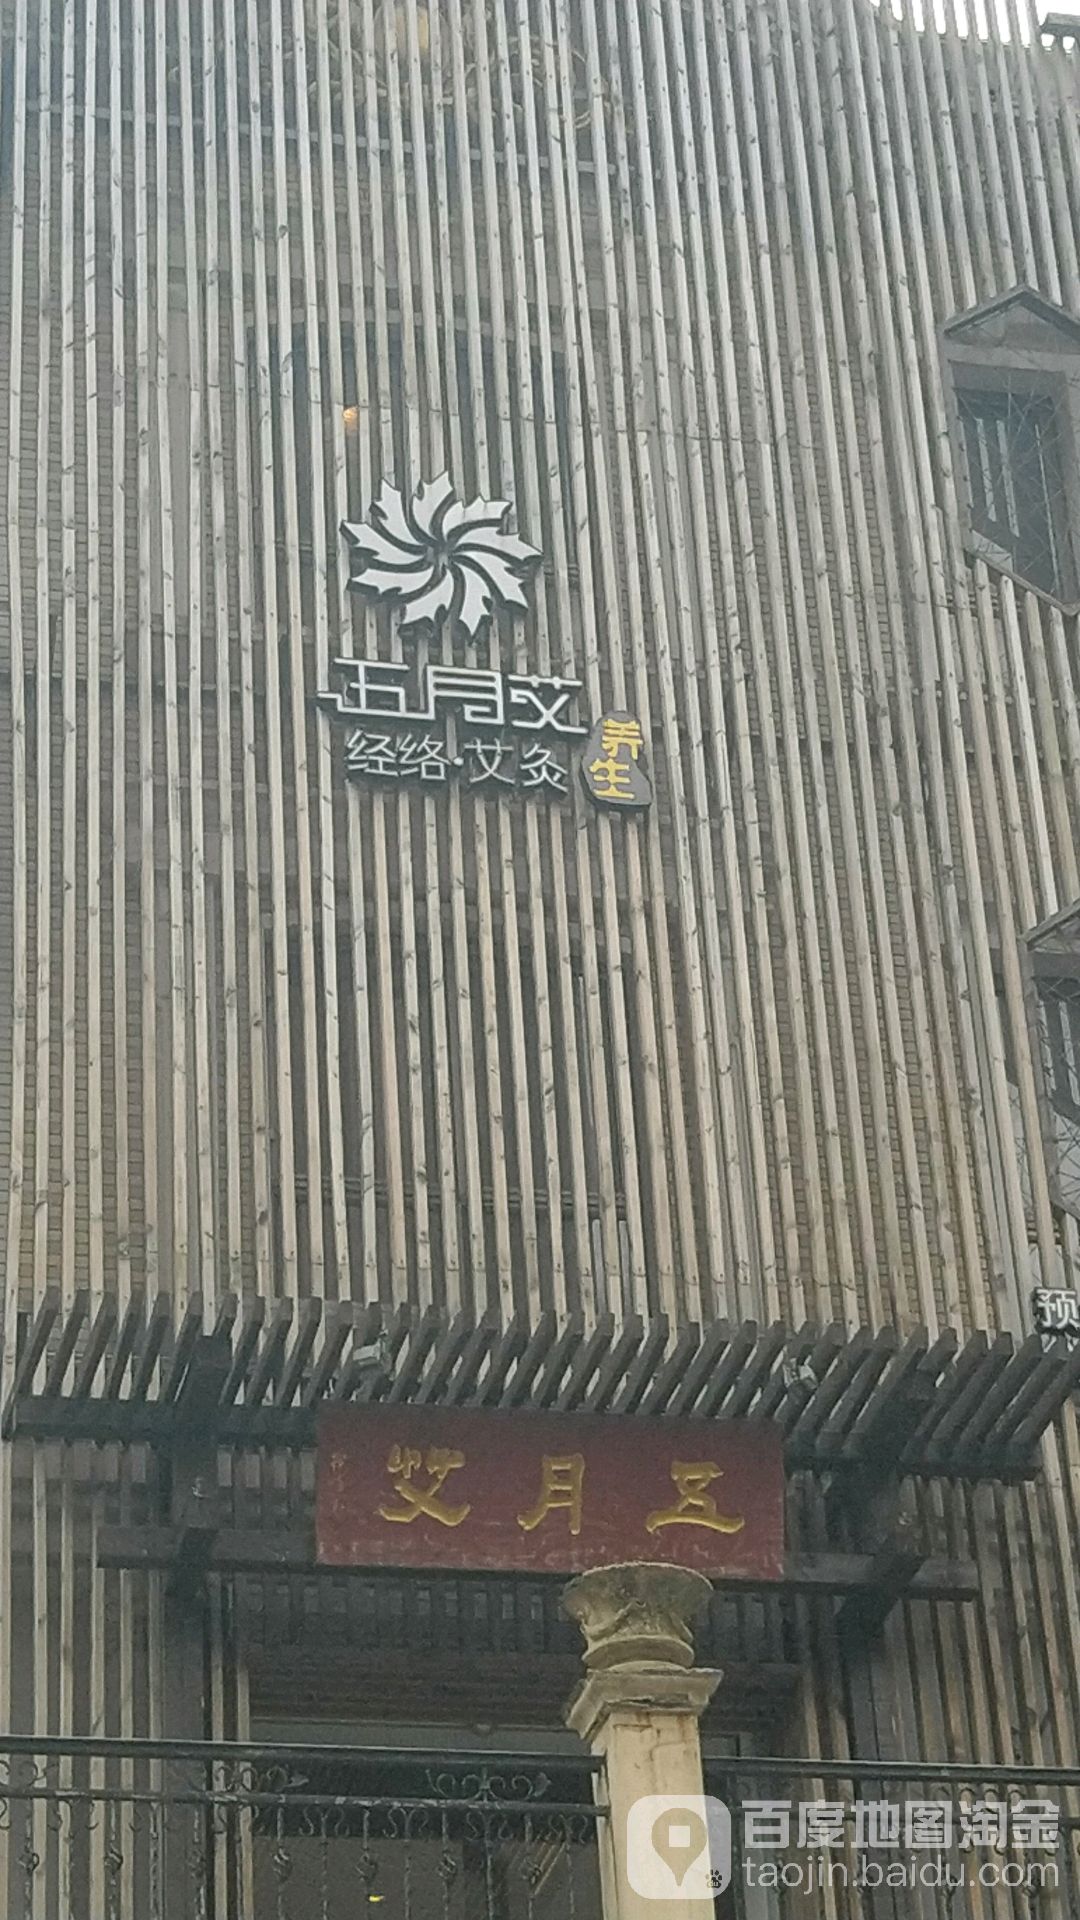 五月艾
经络·艾灸
养生
预
五月艾
百度地图淘金
taojin.baidu.com